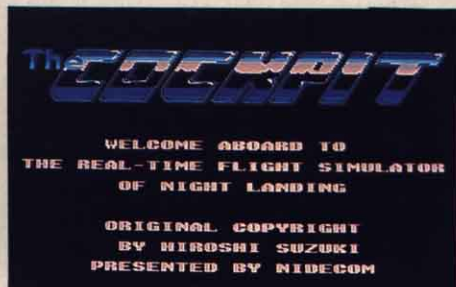 The COCKPIT
WELCOME ABOARD TO
THE REAL-TIME FLIGHT SIMULATOR
OF NIGHT LANDING
ORIGINAL COPYRIGHT
BY HIROSHI SUZUKI
PRESENTED BY NIDECOM